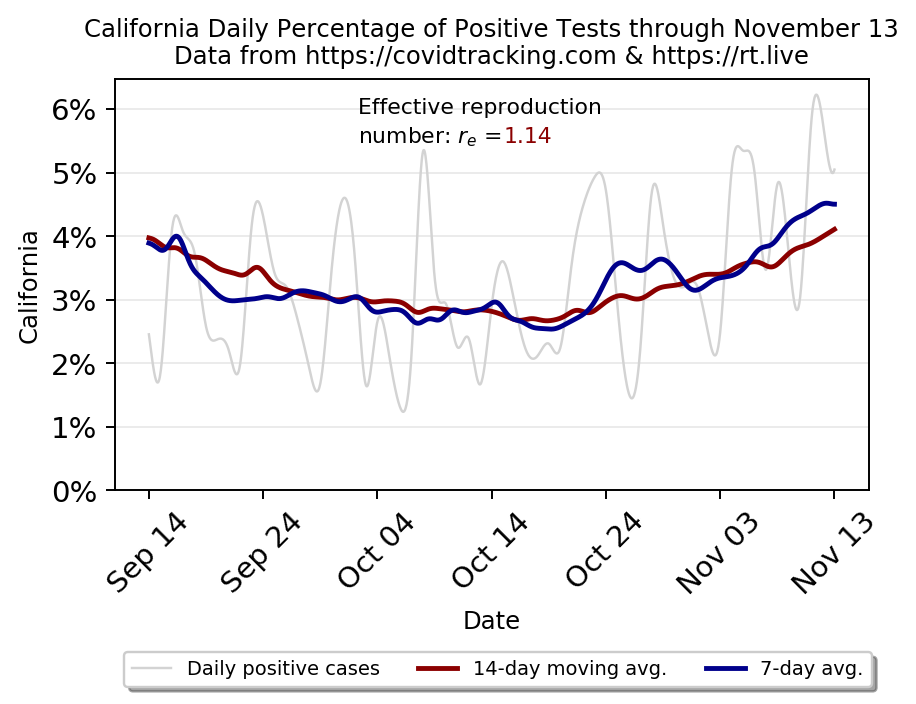 California Daily Percentage of Positive Tests through November 13
Data from https://covidtracking.com & https://rt.live
Effective reproduction
number: rₑ =1.14
6%
5%
4%
3%
2%
1%
0%
California
Sep 14
Sep 24
Oct 04
Oct 14
Oct 24
Nov 03
Nov 13
Date
Daily positive cases
14-day moving avg.
7-day avg.